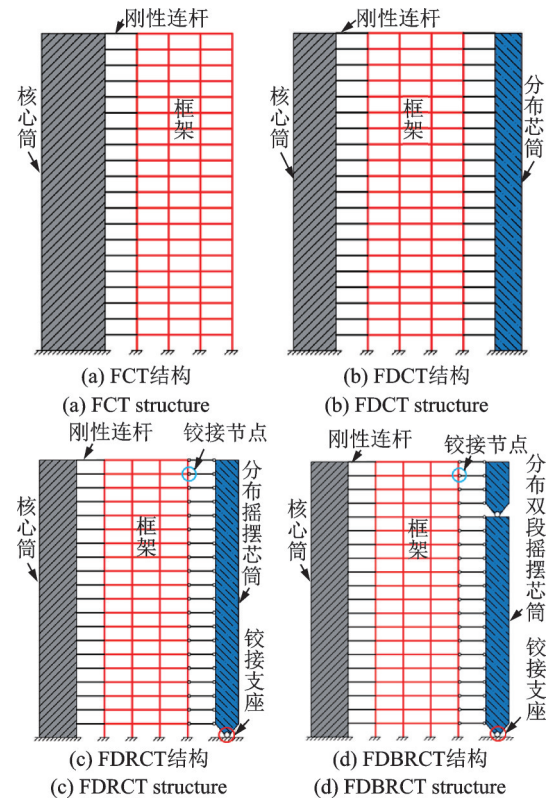 刚性连杆
核心筒
框架
(a) FCT结构
(a) FCT structure
刚性连杆
核心筒
框架
分布芯筒
(b) FDCT结构
(b) FDCT structure
刚性连杆
铰接节点
核心筒
框架
分布摇摆芯筒
铰接支座
(c) FDRCT结构
(c) FDRCT structure
刚性连杆
铰接节点
核心筒
框架
分布双段摇摆芯筒
铰接支座
(d) FDBRCT结构
(d) FDBRCT structure